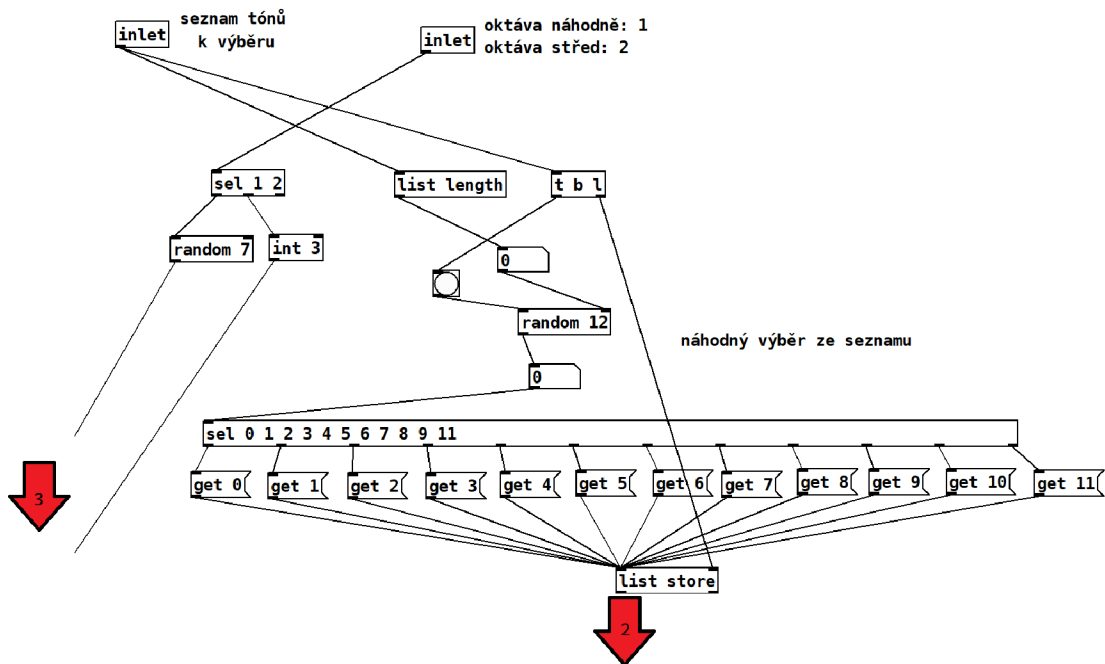 seznam tónů
k výběru
inlet
inlet
oktáva náhodně: 1
oktáva střed: 2
sel 1 2
list length
t b l
random 7
int 3
0
random 12
náhodný výběr ze seznamu
0
sel 0 1 2 3 4 5 6 7 8 9 11
get 0
get 1
get 2
get 3
get 4
get 5
get 6
get 7
get 8
get 9
get 10
get 11
3
list store
2